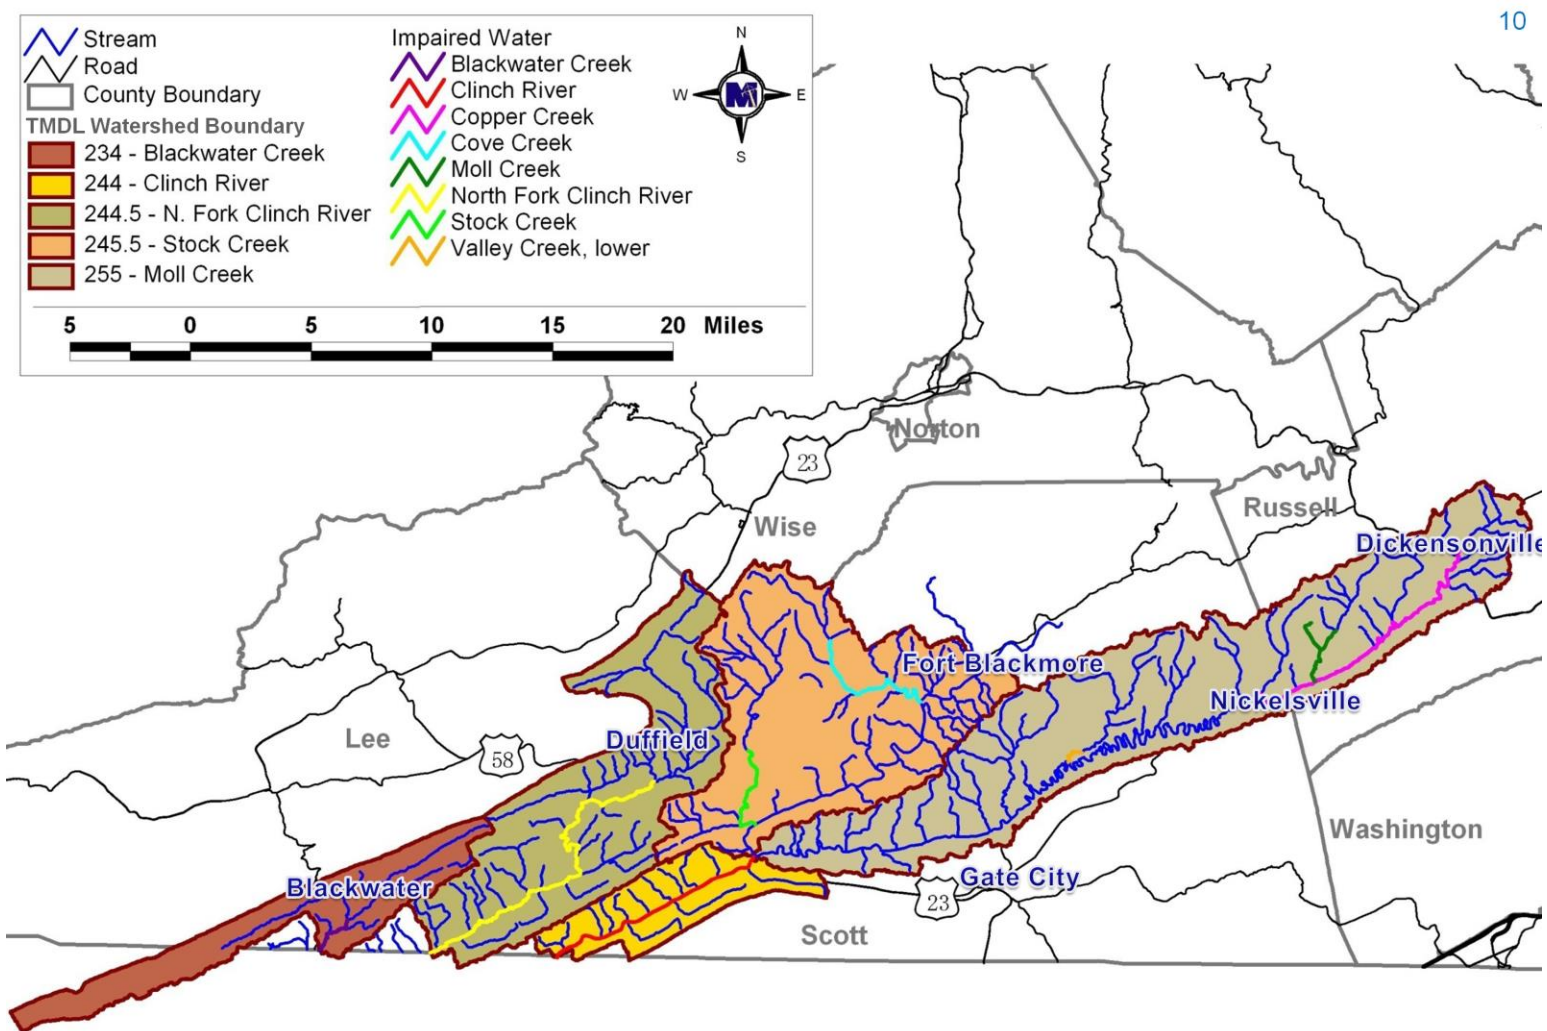 10
Stream
Road
County Boundary
TMDL Watershed Boundary
234 - Blackwater Creek
244 - Clinch River
244.5 - N. Fork Clinch River
245.5 - Stock Creek
255 - Moll Creek
Impaired Water
Blackwater Creek
Clinch River
Copper Creek
Cove Creek
Moll Creek
North Fork Clinch River
Stock Creek
Valley Creek, lower
N
W M E
S
5 0 5 10 15 20 Miles
Norton
23
Wise
Russell
Dickensonville
Fort Blackmore
Nickelsville
Lee
Duffield
58
Washington
Blackwater
Gate City
23
Scott